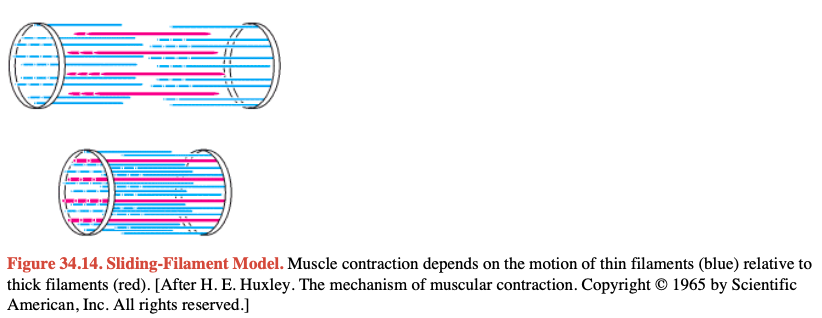 Figure 34.14. Sliding-Filament Model. Muscle contraction depends on the motion of thin filaments (blue) relative to
thick filaments (red). [After H. E. Huxley. The mechanism of muscular contraction. Copyright © 1965 by Scientific
American, Inc. All rights reserved.]